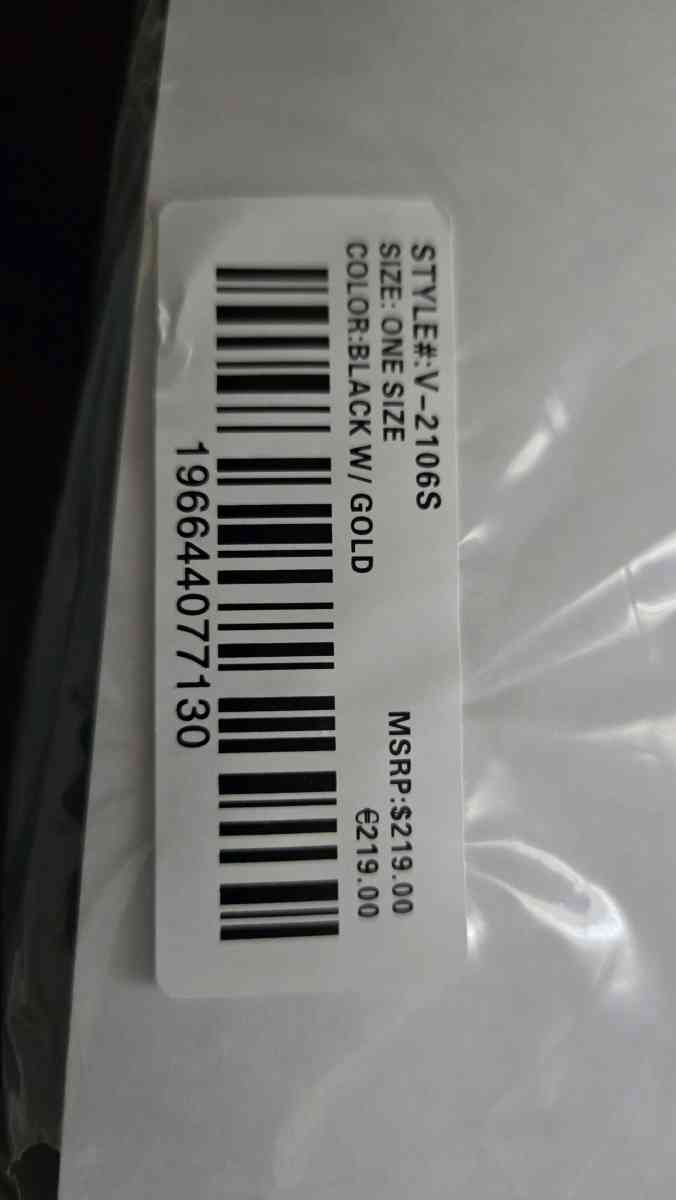 STYLE#:V-2106S
SIZE: ONE SIZE
MSRP:$219.00
COLOR:BLACK W/ GOLD
€219.00
196644077130